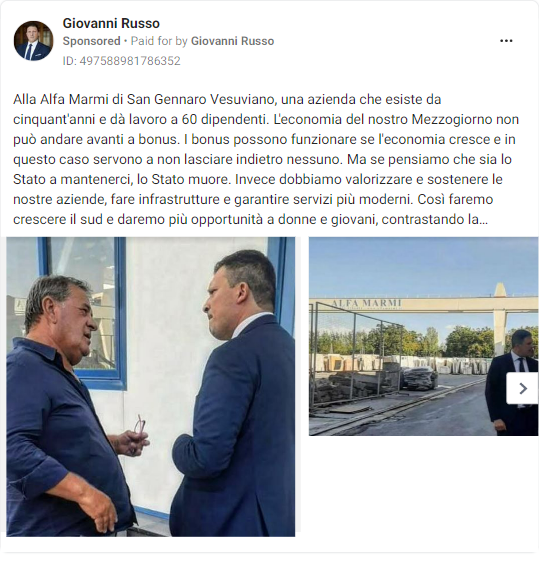 Giovanni Russo
Sponsored • Paid for by Giovanni Russo
ID: 497588981786352
Alla Alfa Marmi di San Gennaro Vesuviano, una azienda che esiste da
cinquant'anni e dà lavoro a 60 dipendenti. L'economia del nostro Mezzogiorno non
può andare avanti a bonus. I bonus possono funzionare se l'economia cresce e in
questo caso servono a non lasciare indietro nessuno. Ma se pensiamo che sia lo
Stato a mantenerci, lo Stato muore. Invece dobbiamo valorizzare e sostenere le
nostre aziende, fare infrastrutture e garantire servizi più moderni. Così faremo
crescere il sud e daremo più opportunità a donne e giovani, contrastando la...
ALFA MARMI